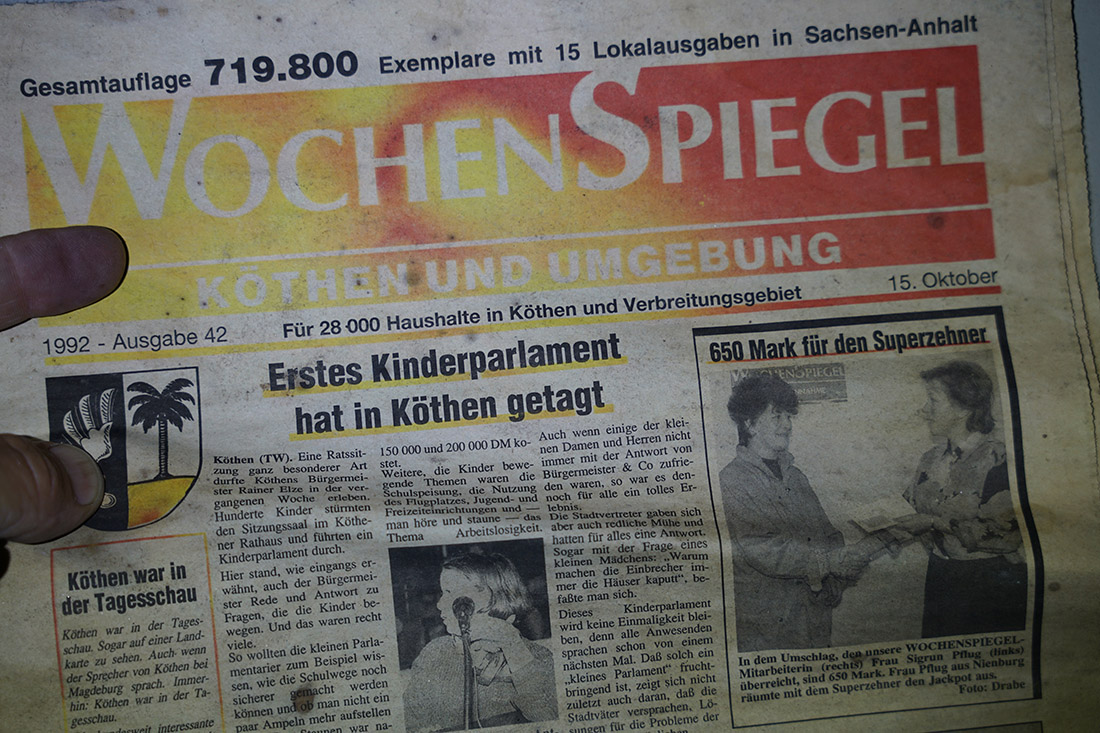 Gesamtauflage 719.800 Exemplare mit 15 Lokalausgaben in Sachsen-Anhalt
WOCHENSPIEGEL
KÖTHEN UND UMGEBUNG
1992 - Ausgabe 42
Für 28 000 Haushalte in Köthen und Verbreitungsgebiet
15. Oktober
Erstes Kinderparlament
hat in Köthen getagt
Köthen war in
der Tagesschau
Köthen war in der Tages-
schau. Sogar auf einer Land-
karte zu sehen. Auch wenn
der Sprecher von Köthen bei
Magdeburg sprach. Immer-
hin: Köthen war in der Ta-
gesschau.
interessante
Köthen (TW). Eine Ratssit-
zung ganz besonderer Art
durfte Köthens Bürgermei-
ster Rainer Elze in der ver-
gangenen Woche erleben.
Hunderte Kinder stürmten
den Sitzungssaal im Köthe-
ner Rathaus und führten ein
Kinderparlament durch.
Hier stand, wie eingangs er-
wähnt, auch der Bürgermei-
ster Rede und Antwort zu
Fragen, die die Kinder be-
wegen. Und das waren recht
viele.
So wollten die kleinen Parla-
mentarier zum Beispiel wis-
sen, wie die Schulwege noch
sicherer gemacht werden
können und ob man nicht ein
paar Ampeln mehr aufstellen
Staunen war na-
150 000 und 200 000 DM ko-
stet.
Weitere, die Kinder bewe-
gende Themen waren die
Schulspeisung, die Nutzung
des Flugplatzes, Jugend- und
Freizeiteinrichtungen und —
man höre und staune — das
Thema Arbeitslosigkeit.
Auch wenn einige der klei-
nen Damen und Herren nicht
immer mit der Antwort von
Bürgermeister & Co zufrie-
den waren, so war es den-
noch für alle ein tolles Er-
lebnis.
Die Stadtvertreter gaben sich
aber auch redliche Mühe und
hatten für alles eine Antwort.
Sogar mit der Frage eines
kleinen Mädchens: „Warum
machen die Einbrecher im-
mer die Häuser kaputt“, be-
faßte man sich.
Dieses Kinderparlament
wird keine Einmaligkeit blei-
ben, denn alle Anwesenden
sprachen schon von einem
nächsten Mal. Daß solch ein
„kleines Parlament“ frucht-
bringend ist, zeigt sich nicht
zuletzt auch daran, daß die
Stadtväter versprachen, Lö-
sungen für die Probleme der
650 Mark für den Superzehner
WOCHENSPIEGEL
In dem Umschlag, den unsere WOCHENSPIEGEL-
Mitarbeiterin (rechts) Frau Sigrun Pflug (links)
überreicht, sind 650 Mark. Frau Pflug aus Nienburg
räumte mit dem Superzehner den Jackpot aus.
Foto: Drabe